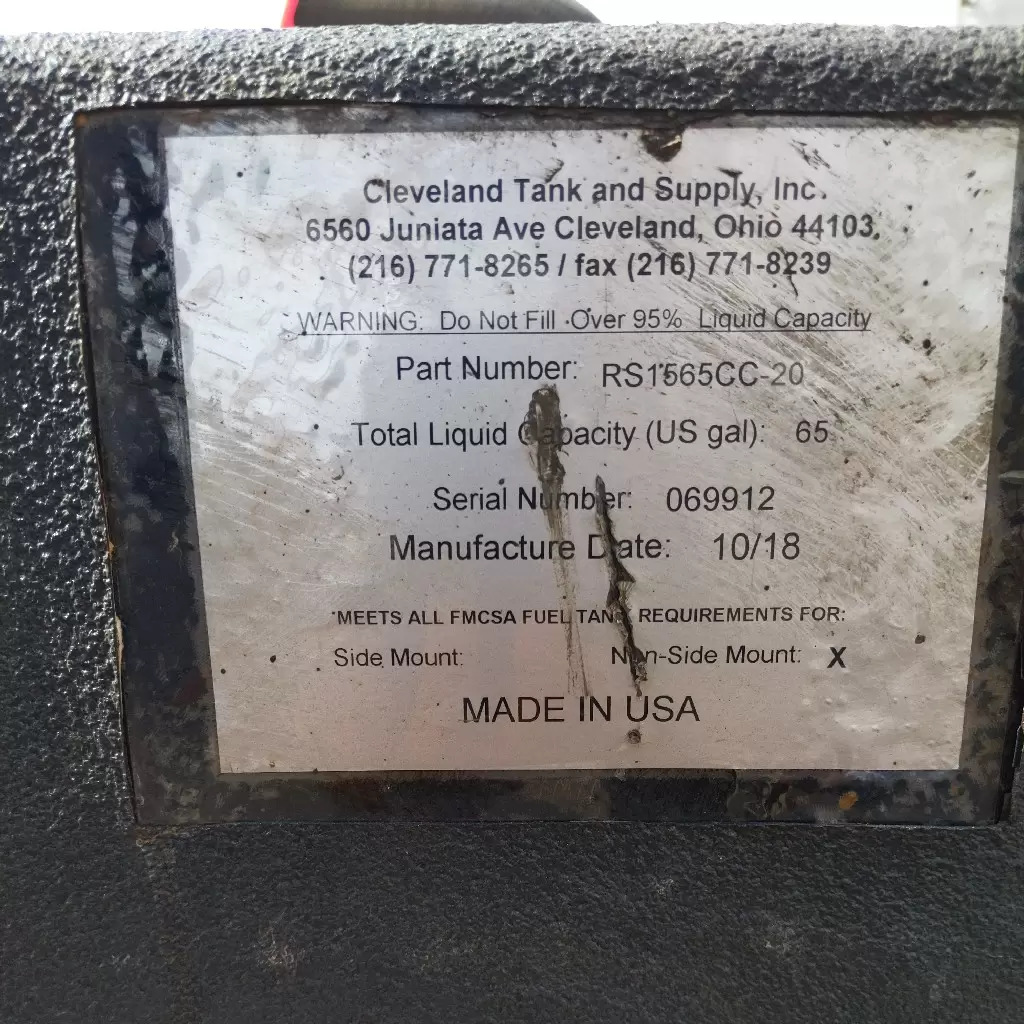 Cleveland Tank and Supply, Inc.
6560 Juniata Ave Cleveland, Ohio 44103
(216) 771-8265 / fax (216) 771-8239
WARNING: Do Not Fill Over 95% Liquid Capacity
Part Number: RS1565CC-20
Total Liquid Capacity (US gal): 65
Serial Number: 069912
Manufacture Date: 10/18
*MEETS ALL FMCSA FUEL TANK REQUIREMENTS FOR:
Side Mount: Non-Side Mount: X
MADE IN USA